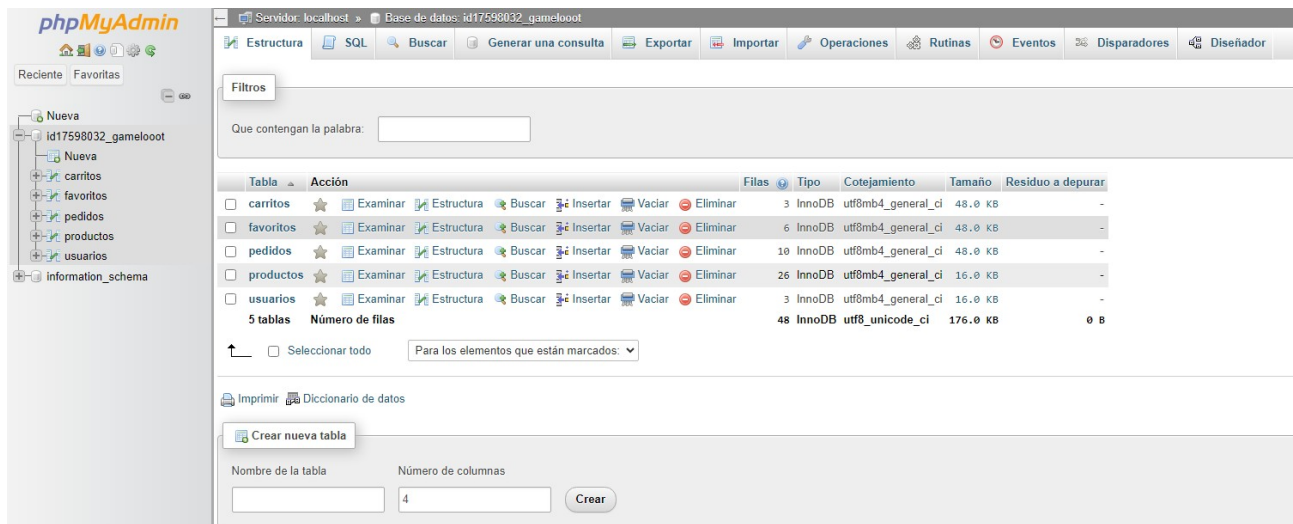 phpMyAdmin
Reciente Favoritas
Nueva
id17598032_gamelooot
Nueva
carritos
favoritos
pedidos
productos
usuarios
information_schema
Servidor: localhost » Base de datos: id17598032_gamelooot
Estructura SQL Buscar Generar una consulta Exportar Importar Operaciones Rutinas Eventos Disparadores Diseñador
Filtros
Que contengan la palabra:
Tabla Acción Filas Tipo Cotejamiento Tamaño Residuo a depurar
carritos Examinar Estructura Buscar Insertar Vaciar Eliminar 3 InnoDB utf8mb4_general_ci 48.0 KB -
favoritos Examinar Estructura Buscar Insertar Vaciar Eliminar 6 InnoDB utf8mb4_general_ci 48.0 KB -
pedidos Examinar Estructura Buscar Insertar Vaciar Eliminar 10 InnoDB utf8mb4_general_ci 48.0 KB -
productos Examinar Estructura Buscar Insertar Vaciar Eliminar 26 InnoDB utf8mb4_general_ci 16.0 KB -
usuarios Examinar Estructura Buscar Insertar Vaciar Eliminar 3 InnoDB utf8mb4_general_ci 16.0 KB -
5 tablas Número de filas 48 InnoDB utf8_unicode_ci 176.0 KB 0 B
Seleccionar todo Para los elementos que están marcados:
Imprimir Diccionario de datos
Crear nueva tabla
Nombre de la tabla Número de columnas
4 Crear